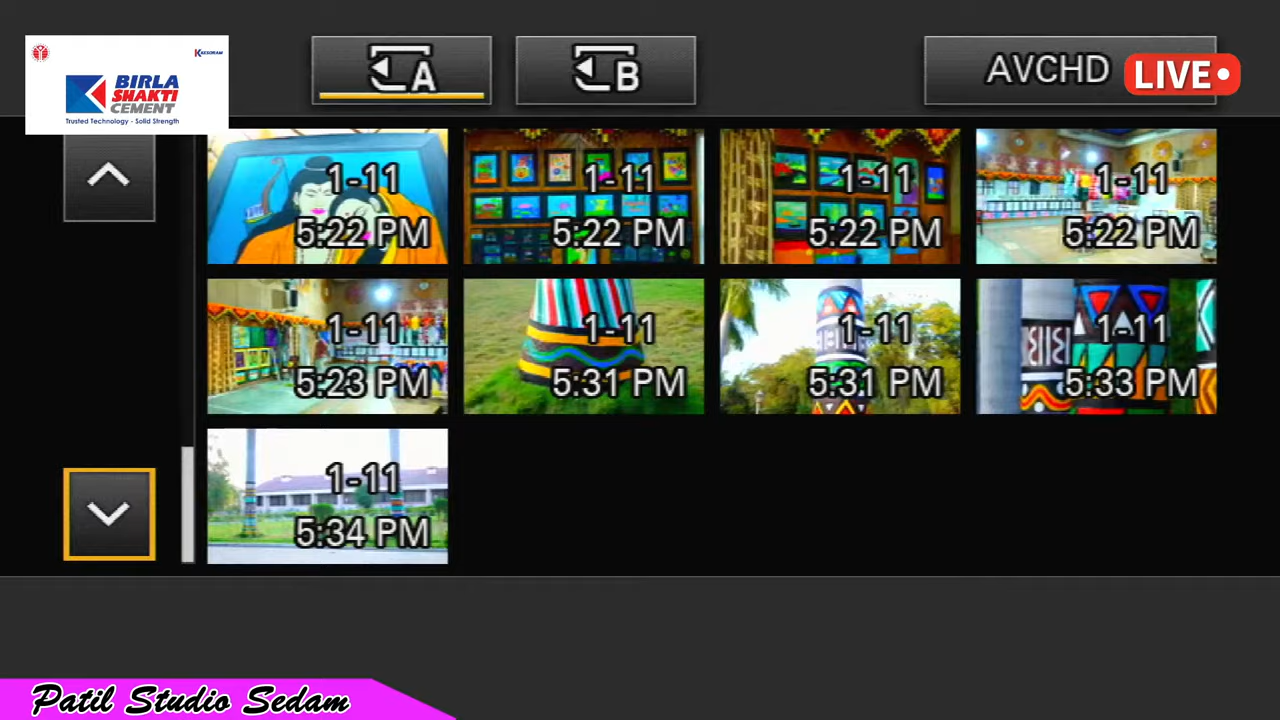 KESORAM
BIRLA
SHAKTI
CEMENT
Trusted Technology - Solid Strength
A
B
AVCHD
LIVE
1-11
5:22 PM
1-11
5:22 PM
1-11
5:22 PM
1-11
5:22 PM
1-11
5:23 PM
1-11
5:31 PM
1-11
5:31 PM
1-11
5:33 PM
1-11
5:34 PM
Patil Studio Sedam